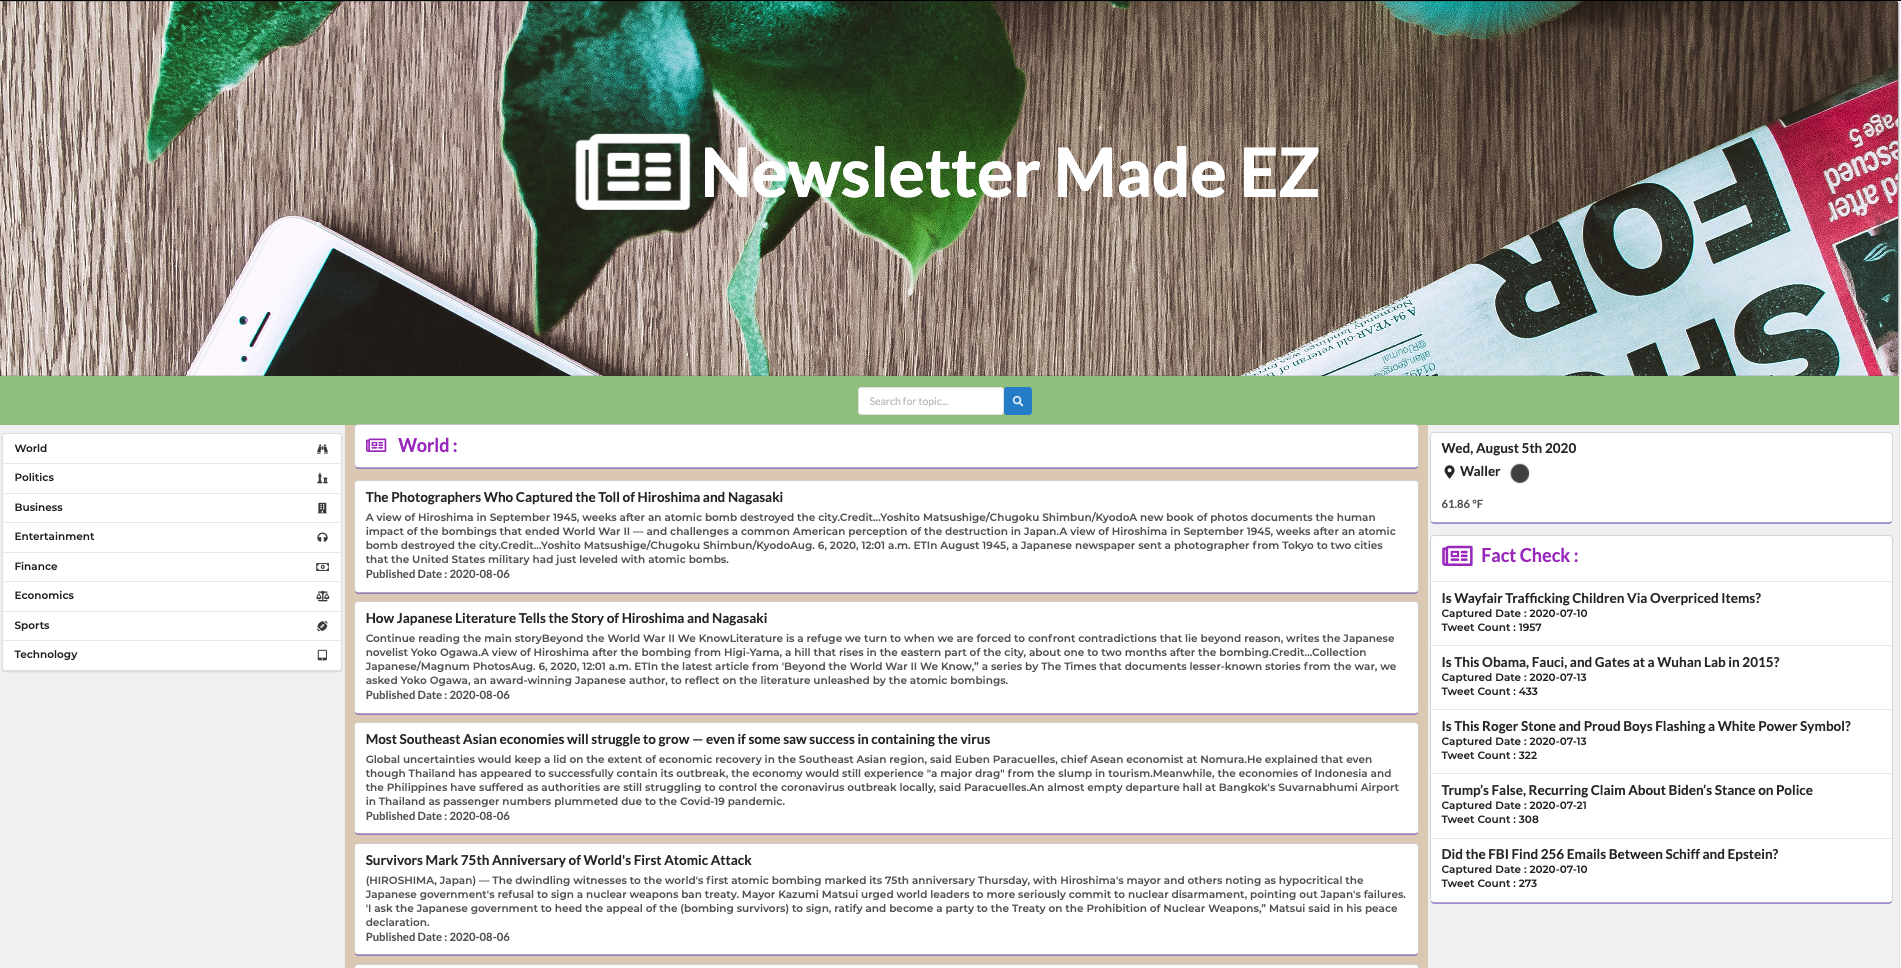 Page 5
escued
d after
FOR
SH
A 94-YEAR-old veteran
Normandy landings was
allan.george@
@RJournal
Newsletter Made EZ
Search for topic...
World
Politics
Business
Entertainment
Finance
Economics
Sports
Technology
World :
The Photographers Who Captured the Toll of Hiroshima and Nagasaki
A view of Hiroshima in September 1945, weeks after an atomic bomb destroyed the city.Credit...Yoshito Matsushige/Chugoku Shimbun/KyodoA new book of photos documents the human
impact of the bombings that ended World War II — and challenges a common American perception of the destruction in Japan.A view of Hiroshima in September 1945, weeks after an atomic
bomb destroyed the city.Credit...Yoshito Matsushige/Chugoku Shimbun/KyodoAug. 6, 2020, 12:01 a.m. ETIn August 1945, a Japanese newspaper sent a photographer from Tokyo to two cities
that the United States military had just leveled with atomic bombs.
Published Date : 2020-08-06
How Japanese Literature Tells the Story of Hiroshima and Nagasaki
Continue reading the main storyBeyond the World War II We KnowLiterature is a refuge we turn to when we are forced to confront contradictions that lie beyond reason, writes the Japanese
novelist Yoko Ogawa.A view of Hiroshima after the bombing from Higi-Yama, a hill that rises in the eastern part of the city, about one to two months after the bombing.Credit...Collection
Japanese/Magnum PhotosAug. 6, 2020, 12:01 a.m. ETIn the latest article from 'Beyond the World War II We Know,” a series by The Times that documents lesser-known stories from the war, we
asked Yoko Ogawa, an award-winning Japanese author, to reflect on the literature unleashed by the atomic bombings.
Published Date : 2020-08-06
Most Southeast Asian economies will struggle to grow — even if some saw success in containing the virus
Global uncertainties would keep a lid on the extent of economic recovery in the Southeast Asian region, said Euben Paracuelles, chief Asean economist at Nomura.He explained that even
though Thailand has appeared to successfully contain its outbreak, the economy would still experience "a major drag" from the slump in tourism.Meanwhile, the economies of Indonesia and
the Philippines have suffered as authorities are still struggling to control the coronavirus outbreak locally, said Paracuelles.An almost empty departure hall at Bangkok's Suvarnabhumi Airport
in Thailand as passenger numbers plummeted due to the Covid-19 pandemic.
Published Date : 2020-08-06
Survivors Mark 75th Anniversary of World's First Atomic Attack
(HIROSHIMA, Japan) — The dwindling witnesses to the world's first atomic bombing marked its 75th anniversary Thursday, with Hiroshima's mayor and others noting as hypocritical the
Japanese government's refusal to sign a nuclear weapons ban treaty. Mayor Kazumi Matsui urged world leaders to more seriously commit to nuclear disarmament, pointing out Japan's failures.
'I ask the Japanese government to heed the appeal of the (bombing survivors) to sign, ratify and become a party to the Treaty on the Prohibition of Nuclear Weapons,” Matsui said in his peace
declaration.
Published Date : 2020-08-06
Wed, August 5th 2020
Waller
61.86 °F
Fact Check :
Is Wayfair Trafficking Children Via Overpriced Items?
Captured Date : 2020-07-10
Tweet Count : 1957
Is This Obama, Fauci, and Gates at a Wuhan Lab in 2015?
Captured Date : 2020-07-13
Tweet Count : 433
Is This Roger Stone and Proud Boys Flashing a White Power Symbol?
Captured Date : 2020-07-13
Tweet Count : 322
Trump’s False, Recurring Claim About Biden’s Stance on Police
Captured Date : 2020-07-21
Tweet Count : 308
Did the FBI Find 256 Emails Between Schiff and Epstein?
Captured Date : 2020-07-10
Tweet Count : 273